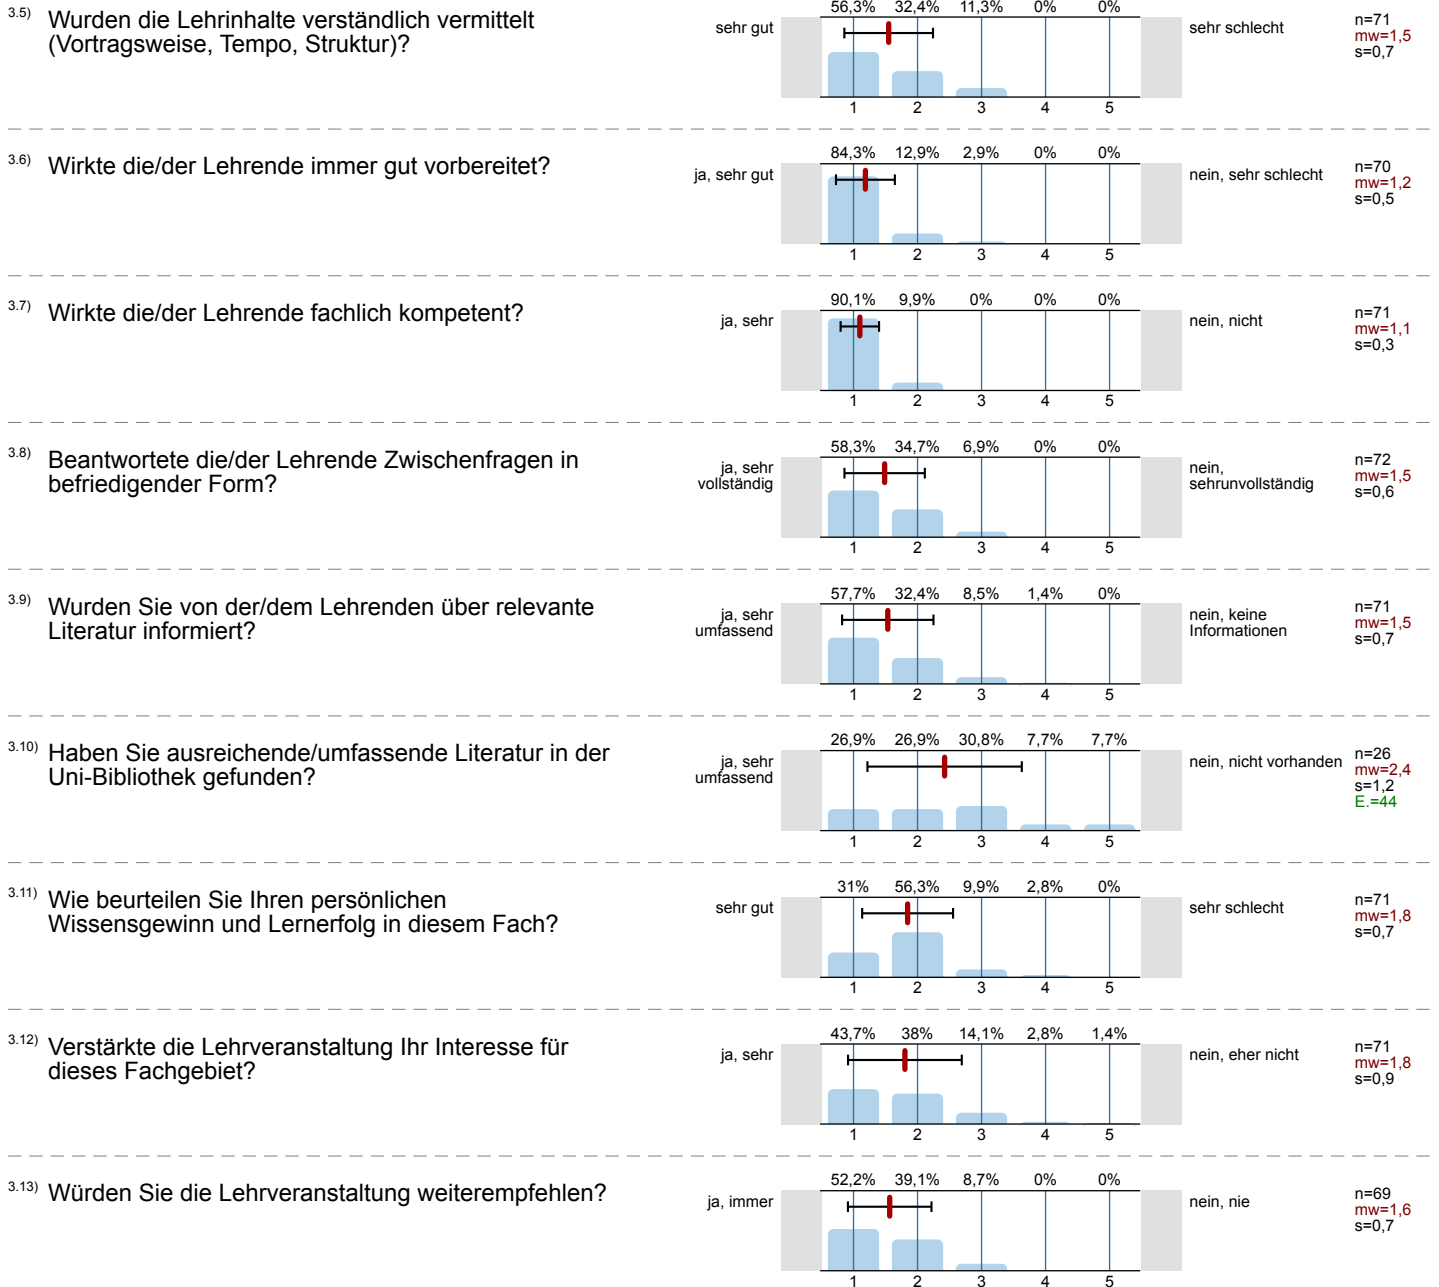 3.5) Wurden die Lehrinhalte verständlich vermittelt
(Vortragsweise, Tempo, Struktur)?
56,3% 32,4% 11,3% 0% 0%
sehr gut
sehr schlecht
n=71
mw=1,5
s=0,7
1 2 3 4 5
3.6) Wirkte die/der Lehrende immer gut vorbereitet?
84,3% 12,9% 2,9% 0% 0%
ja, sehr gut
nein, sehr schlecht
n=70
mw=1,2
s=0,5
1 2 3 4 5
3.7) Wirkte die/der Lehrende fachlich kompetent?
90,1% 9,9% 0% 0% 0%
ja, sehr
nein, nicht
n=71
mw=1,1
s=0,3
1 2 3 4 5
3.8) Beantwortete die/der Lehrende Zwischenfragen in
befriedigender Form?
58,3% 34,7% 6,9% 0% 0%
ja, sehr
vollständig
nein,
sehrunvollständig
n=72
mw=1,5
s=0,6
1 2 3 4 5
3.9) Wurden Sie von der/dem Lehrenden über relevante
Literatur informiert?
57,7% 32,4% 8,5% 1,4% 0%
ja, sehr
umfassend
nein, keine
Informationen
n=71
mw=1,5
s=0,7
1 2 3 4 5
3.10) Haben Sie ausreichende/umfassende Literatur in der
Uni-Bibliothek gefunden?
26,9% 26,9% 30,8% 7,7% 7,7%
ja, sehr
umfassend
nein, nicht vorhanden
n=26
mw=2,4
s=1,2
E.=44
1 2 3 4 5
3.11) Wie beurteilen Sie Ihren persönlichen
Wissensgewinn und Lernerfolg in diesem Fach?
31% 56,3% 9,9% 2,8% 0%
sehr gut
sehr schlecht
n=71
mw=1,8
s=0,7
1 2 3 4 5
3.12) Verstärkte die Lehrveranstaltung Ihr Interesse für
dieses Fachgebiet?
43,7% 38% 14,1% 2,8% 1,4%
ja, sehr
nein, eher nicht
n=71
mw=1,8
s=0,9
1 2 3 4 5
3.13) Würden Sie die Lehrveranstaltung weiterempfehlen?
52,2% 39,1% 8,7% 0% 0%
ja, immer
nein, nie
n=69
mw=1,6
s=0,7
1 2 3 4 5